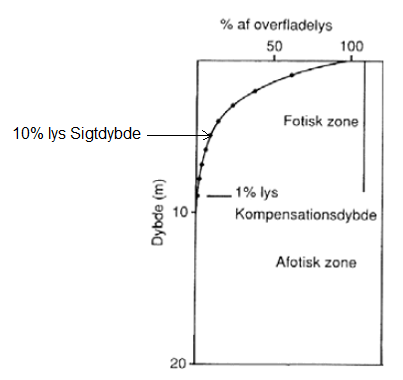 % af overfladelys
50 100
Fotisk zone
10% lys Sigtdybde
1% lys
10
Kompensationsdybde
Dybde (m)
Afotisk zone
20